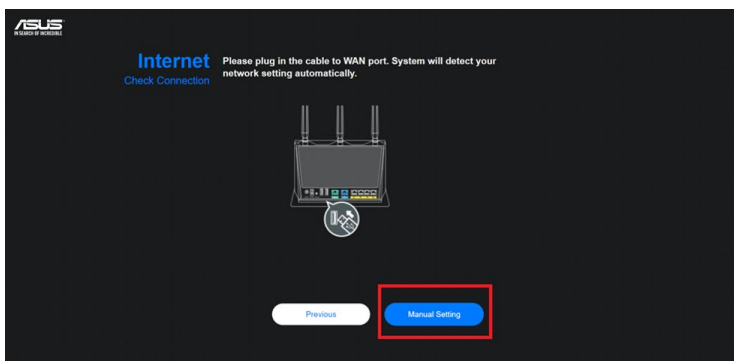 ASUS
IN SEARCH OF INCREDIBLE
Internet
Check Connection
Please plug in the cable to WAN port. System will detect your
network setting automatically.
Previous
Manual Setting